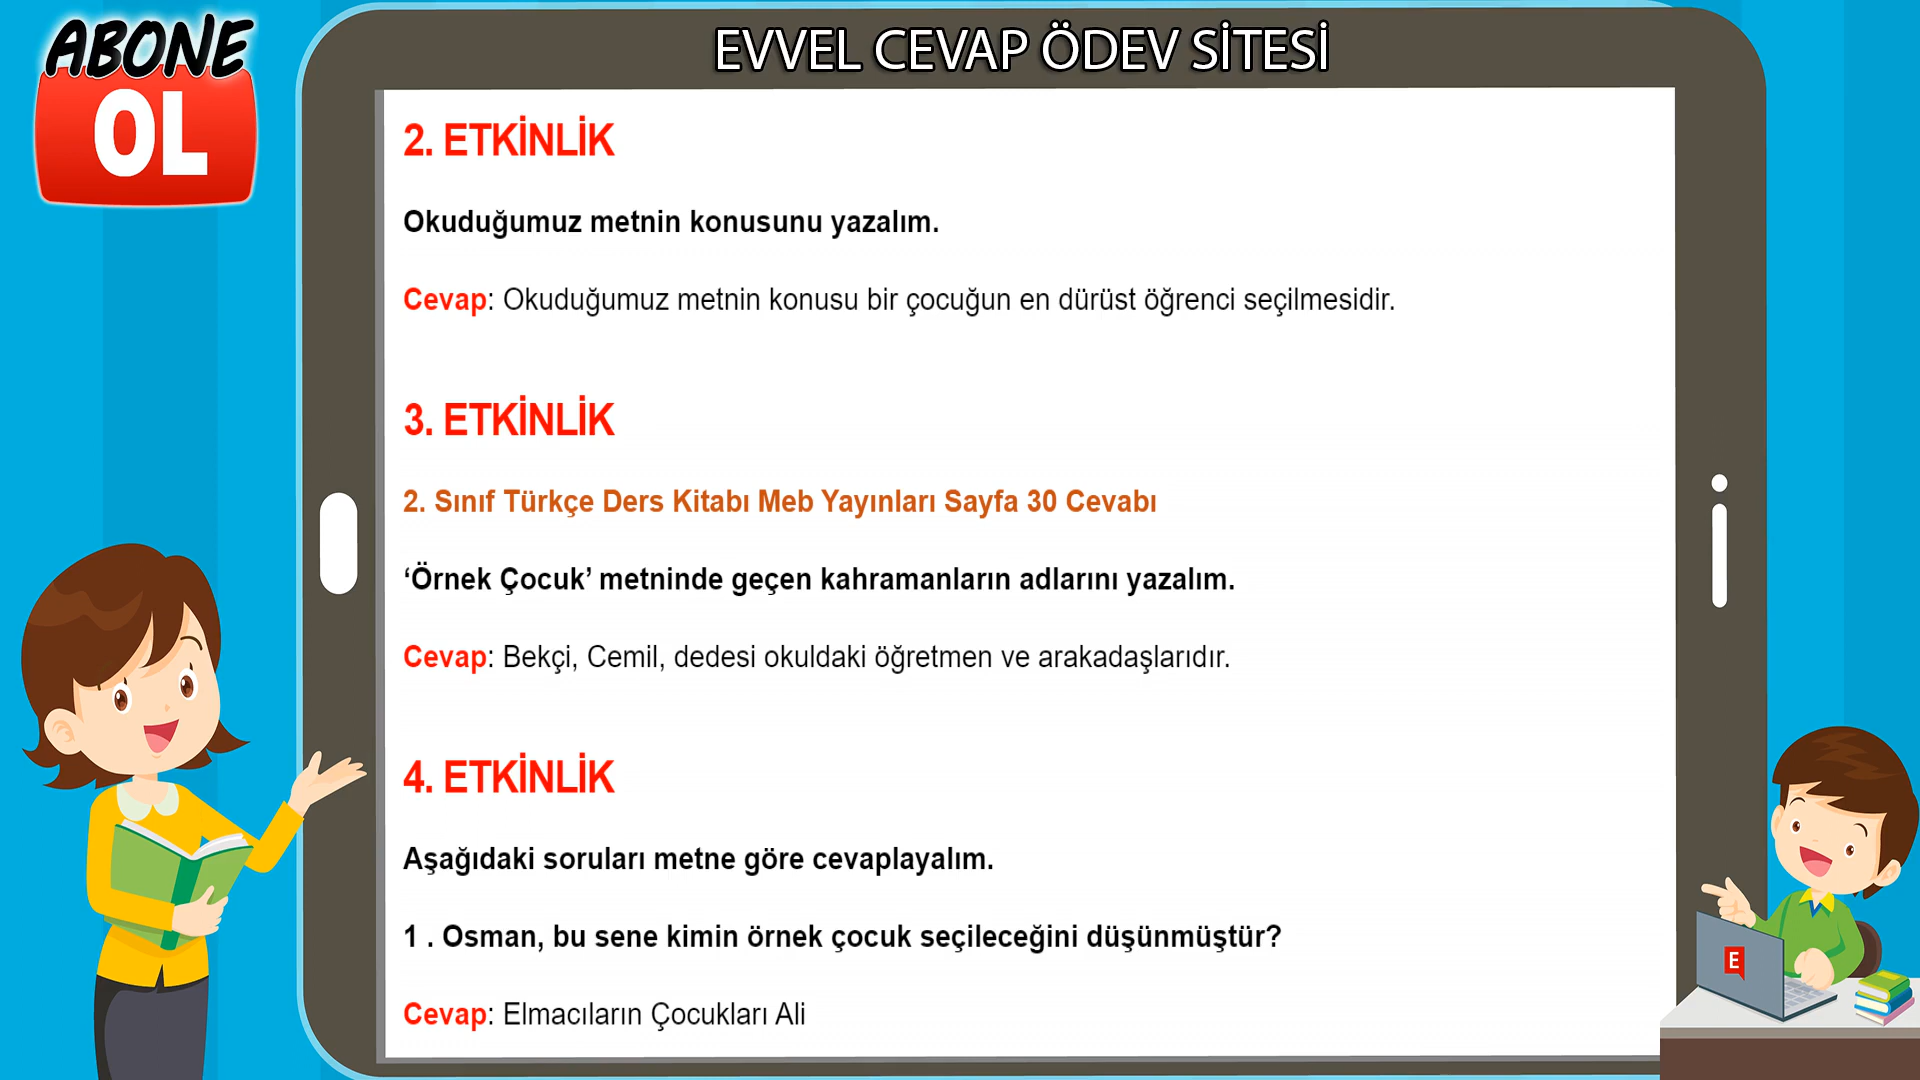 ABONE
OL
EVVEL CEVAP ÖDEV SİTESİ
2. ETKİNLİK
Okuduğumuz metnin konusunu yazalım.
Cevap: Okuduğumuz metnin konusu bir çocuğun en dürüst öğrenci seçilmesidir.
3. ETKİNLİK
2. Sınıf Türkçe Ders Kitabı Meb Yayınları Sayfa 30 Cevabı
‘Örnek Çocuk’ metninde geçen kahramanların adlarını yazalım.
Cevap: Bekçi, Cemil, dedesi okuldaki öğretmen ve arakadaşlarıdır.
4. ETKİNLİK
Aşağıdaki soruları metne göre cevaplayalım.
1 . Osman, bu sene kimin örnek çocuk seçileceğini düşünmüştür?
Cevap: Elmacıların Çocukları Ali
E